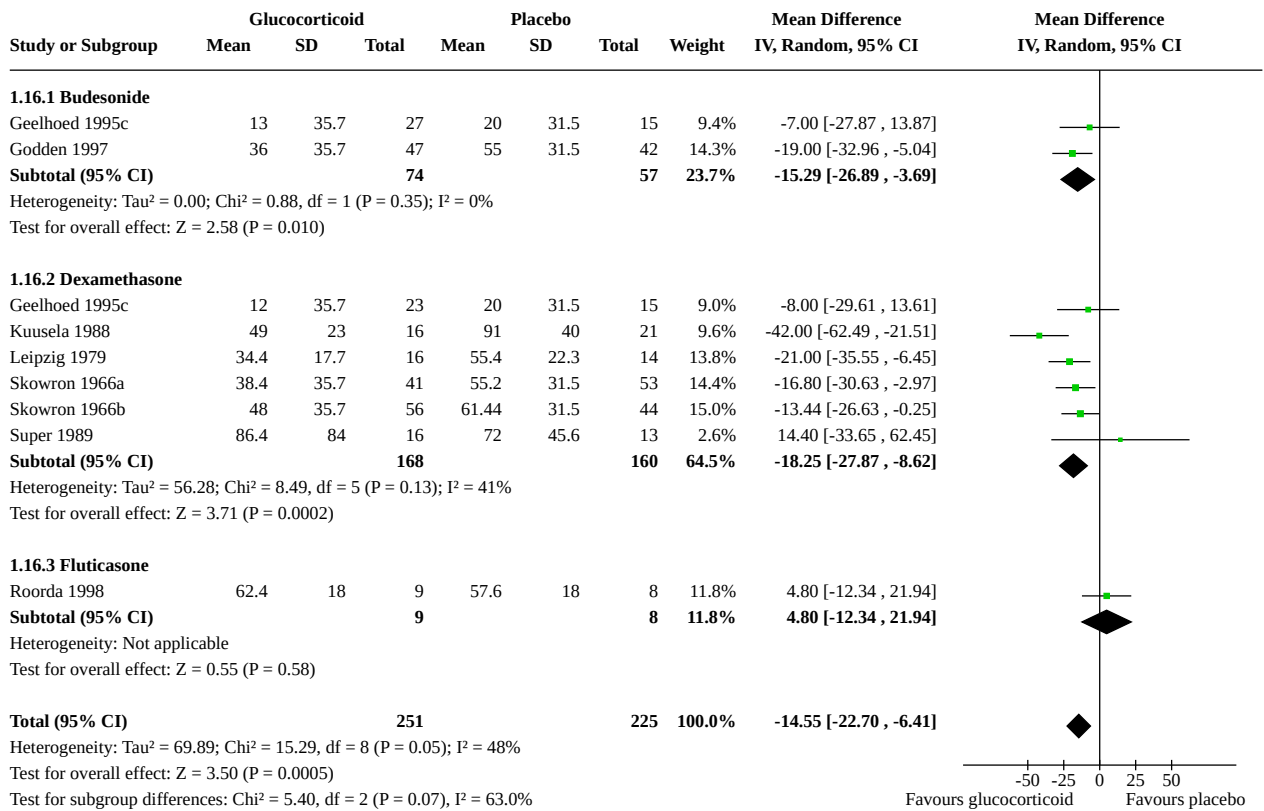 Glucocorticoid Placebo Mean Difference Mean Difference
Study or Subgroup Mean SD Total Mean SD Total Weight IV, Random, 95% CI IV, Random, 95% CI
1.16.1 Budesonide
Geelhoed 1995c 13 35.7 27 20 31.5 15 9.4% -7.00 [-27.87 , 13.87]
Godden 1997 36 35.7 47 55 31.5 42 14.3% -19.00 [-32.96 , -5.04]
Subtotal (95% CI) 74 57 23.7% -15.29 [-26.89 , -3.69]
Heterogeneity: Tau² = 0.00; Chi² = 0.88, df = 1 (P = 0.35); I² = 0%
Test for overall effect: Z = 2.58 (P = 0.010)
1.16.2 Dexamethasone
Geelhoed 1995c 12 35.7 23 20 31.5 15 9.0% -8.00 [-29.61 , 13.61]
Kuusela 1988 49 23 16 91 40 21 9.6% -42.00 [-62.49 , -21.51]
Leipzig 1979 34.4 17.7 16 55.4 22.3 14 13.8% -21.00 [-35.55 , -6.45]
Skowron 1966a 38.4 35.7 41 55.2 31.5 53 14.4% -16.80 [-30.63 , -2.97]
Skowron 1966b 48 35.7 56 61.44 31.5 44 15.0% -13.44 [-26.63 , -0.25]
Super 1989 86.4 84 16 72 45.6 13 2.6% 14.40 [-33.65 , 62.45]
Subtotal (95% CI) 168 160 64.5% -18.25 [-27.87 , -8.62]
Heterogeneity: Tau² = 56.28; Chi² = 8.49, df = 5 (P = 0.13); I² = 41%
Test for overall effect: Z = 3.71 (P = 0.0002)
1.16.3 Fluticasone
Roorda 1998 62.4 18 9 57.6 18 8 11.8% 4.80 [-12.34 , 21.94]
Subtotal (95% CI) 9 8 11.8% 4.80 [-12.34 , 21.94]
Heterogeneity: Not applicable
Test for overall effect: Z = 0.55 (P = 0.58)
Total (95% CI) 251 225 100.0% -14.55 [-22.70 , -6.41]
Heterogeneity: Tau² = 69.89; Chi² = 15.29, df = 8 (P = 0.05); I² = 48%
Test for overall effect: Z = 3.50 (P = 0.0005)
Test for subgroup differences: Chi² = 5.40, df = 2 (P = 0.07), I² = 63.0%
-50 -25 0 25 50
Favours glucocorticoid Favours placebo